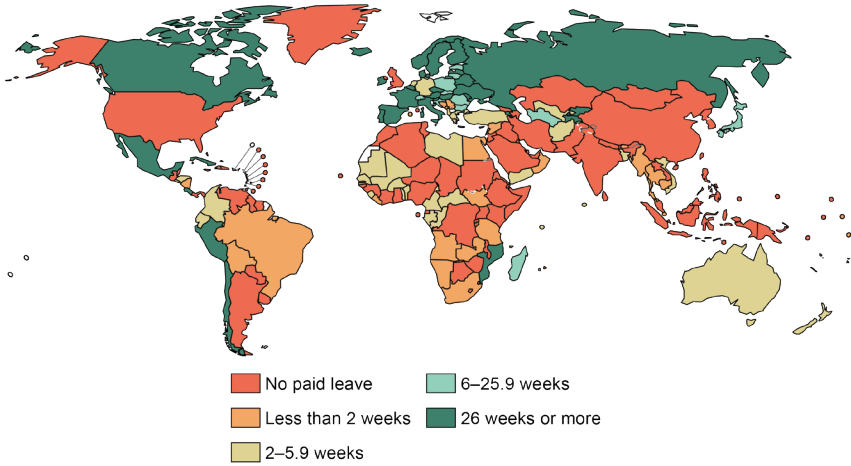 No paid leave
Less than 2 weeks
2–5.9 weeks
6–25.9 weeks
26 weeks or more